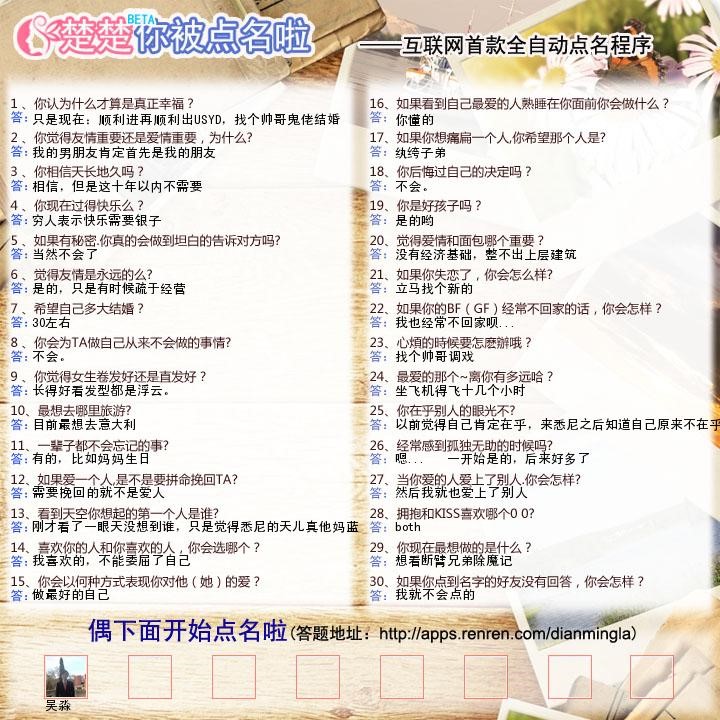 楚楚你被点名啦
BETA
——互联网首款全自动点名程序
1 、你认为什么才算是真正幸福？
答：只是现在：顺利进再顺利出USYD，找个帅哥鬼佬结婚
2 、你觉得友情重要还是爱情重要，为什么?
答：我的男朋友肯定首先是我的朋友
3 、你相信天长地久吗？
答：相信，但是这十年以内不需要
4 、你现在过得快乐么？
答：穷人表示快乐需要银子
5 、如果有秘密.你真的会做到坦白的告诉对方吗?
答：当然不会了
6 、觉得友情是永远的么?
答：是的，只是有时候疏于经营
7 、希望自己多大结婚？
答：30左右
8 、你会为TA做自己从来不会做的事情?
答：不会。
9 、你觉得女生卷发好还是直发好？
答：长得好看发型都是浮云。
10、最想去哪里旅游?
答：目前最想去意大利
11、一辈子都不会忘记的事?
答：有的，比如妈妈生日
12、如果爱一个人,是不是要拼命挽回TA?
答：需要挽回的就不是爱人
13、看到天空你想起的第一个人是谁?
答：刚才看了一眼天没想到谁，只是觉得悉尼的天儿真他妈蓝
14、喜欢你的人和你喜欢的人，你会选哪个？
答：我喜欢的，不能委屈了自己
15、你会以何种方式表现你对他（她）的爱？
答：做最好的自己
16、如果看到自己最爱的人熟睡在你面前你会做什么？
答：你懂的
17、如果你想痛扁一个人,你希望那个人是?
答：纨绔子弟
18、你后悔过自己的决定吗？
答：不会。
19、你是好孩子吗？
答：是的哟
20、觉得爱情和面包哪个重要？
答：没有经济基础，整不出上层建筑
21、如果你失恋了，你会怎么样?
答：立马找个新的
22、如果你的BF（GF）经常不回家的话，你会怎样？
答：我也经常不回家呗...
23、心煩的時候要怎麽辦哦？
答：找个帅哥调戏
24、最爱的那个~离你有多远哈？
答：坐飞机得飞十几个小时
25、你在乎别人的眼光不?
答：以前觉得自己肯定在乎，来悉尼之后知道自己原来不在乎
26、经常感到孤独无助的时候吗?
答：嗯... 一开始是的，后来好多了
27、当你爱的人爱上了别人.你会怎样?
答：然后我就也爱上了别人
28、拥抱和KISS喜欢哪个0 0?
答：both
29、你现在最想做的是什么？
答：想看断臂兄弟除魔记
30、如果你点到名字的好友没有回答，你会怎样？
答：我就不会点的
偶下面开始点名啦(答题地址：http://apps.renren.com/dianmingla)
吴淼